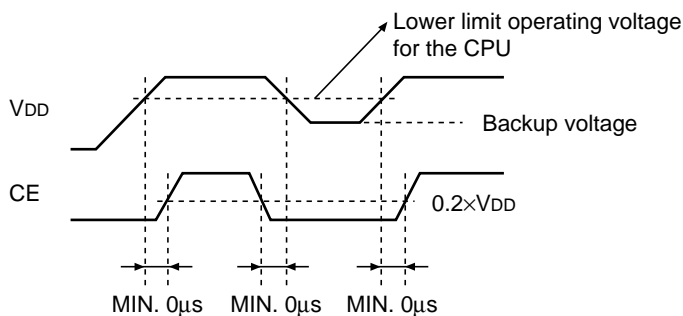 Lower limit operating voltage
for the CPU
VDD
Backup voltage
CE
0.2×VDD
MIN. 0μs MIN. 0μs MIN. 0μs